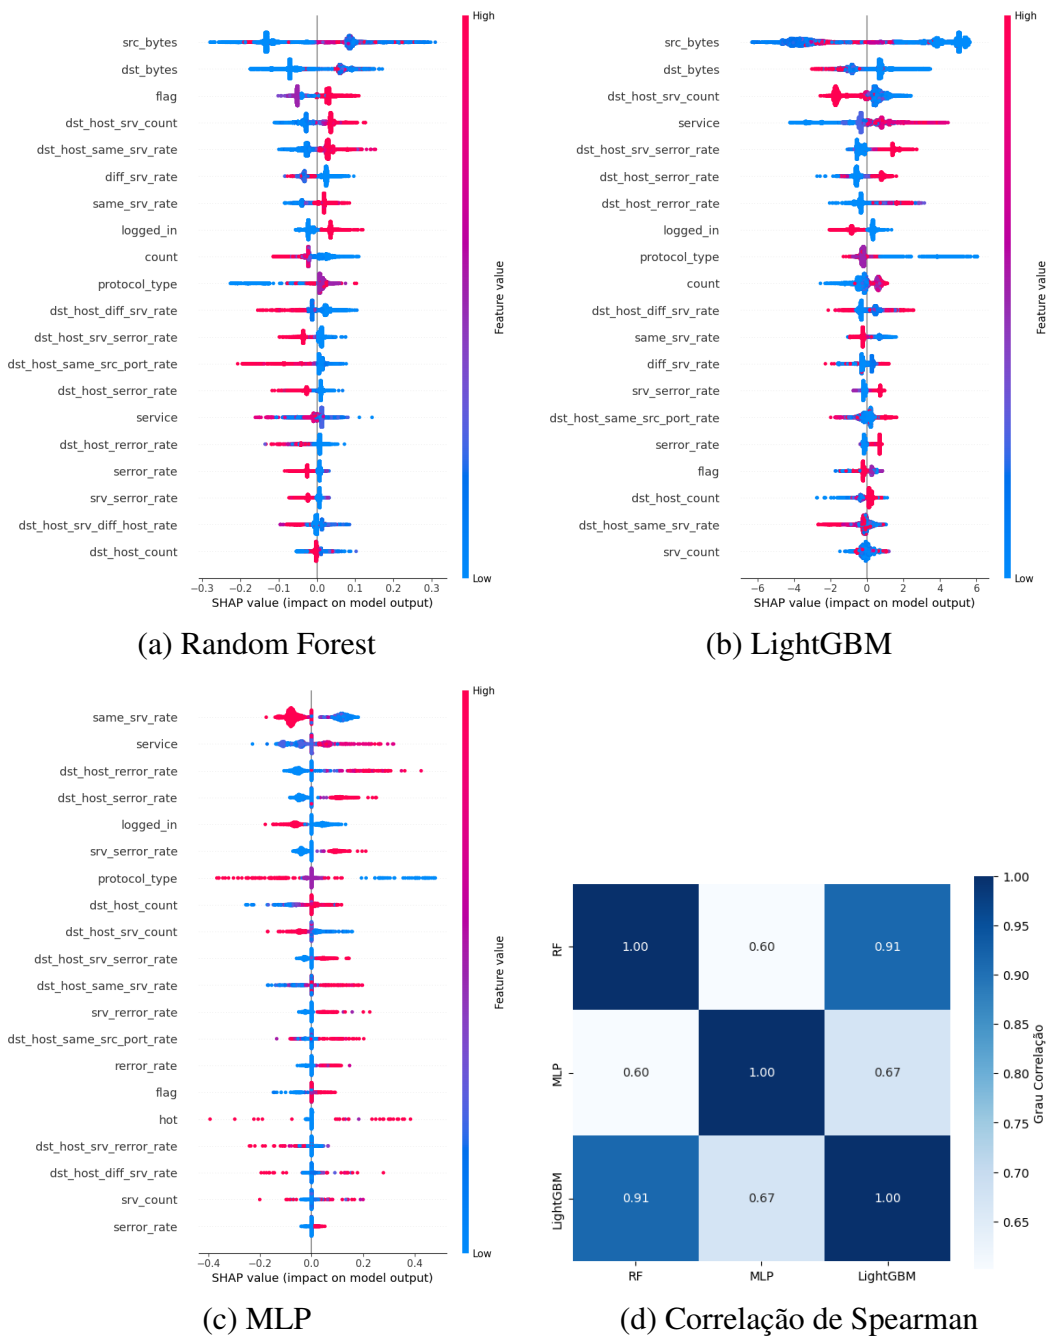 High
src_bytes
dst_bytes
flag
dst_host_srv_count
dst_host_same_srv_rate
diff_srv_rate
same_srv_rate
logged_in
count
protocol_type
dst_host_diff_srv_rate
dst_host_srv_serror_rate
dst_host_same_src_port_rate
dst_host_serror_rate
service
dst_host_rerror_rate
serror_rate
srv_serror_rate
dst_host_srv_diff_host_rate
dst_host_count
Feature value
Low
−0.3 −0.2 −0.1 0.0 0.1 0.2 0.3
SHAP value (impact on model output)
(a) Random Forest
High
src_bytes
dst_bytes
dst_host_srv_count
service
dst_host_srv_serror_rate
dst_host_serror_rate
dst_host_rerror_rate
logged_in
protocol_type
count
dst_host_diff_srv_rate
same_srv_rate
diff_srv_rate
srv_serror_rate
dst_host_same_src_port_rate
serror_rate
flag
dst_host_count
dst_host_same_srv_rate
srv_count
Feature value
Low
−6 −4 −2 0 2 4 6
SHAP value (impact on model output)
(b) LightGBM
High
same_srv_rate
service
dst_host_rerror_rate
dst_host_serror_rate
logged_in
srv_serror_rate
protocol_type
dst_host_count
dst_host_srv_count
dst_host_srv_serror_rate
dst_host_same_srv_rate
srv_rerror_rate
dst_host_same_src_port_rate
rerror_rate
flag
hot
dst_host_srv_rerror_rate
dst_host_diff_srv_rate
srv_count
serror_rate
Feature value
Low
−0.4 −0.2 0.0 0.2 0.4
SHAP value (impact on model output)
(c) MLP
RF
MLP
LightGBM
1.00 0.60 0.91
0.60 1.00 0.67
0.91 0.67 1.00
RF MLP LightGBM
1.00
0.95
0.90
0.85
0.80
0.75
0.70
0.65
Grau Correlação
(d) Correlação de Spearman